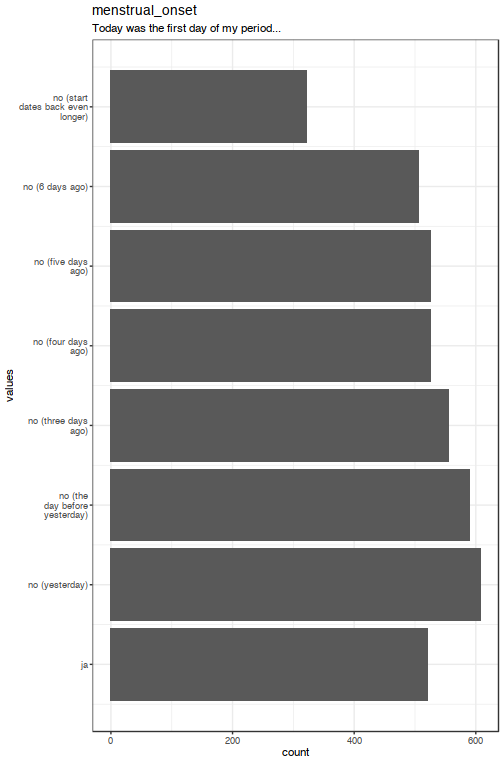 menstrual_onset
Today was the first day of my period...
values
no (start
dates back even
longer)
no (6 days ago)
no (five days
ago)
no (four days
ago)
no (three days
ago)
no (the
day before
yesterday)
no (yesterday)
ja
0 200 400 600
count